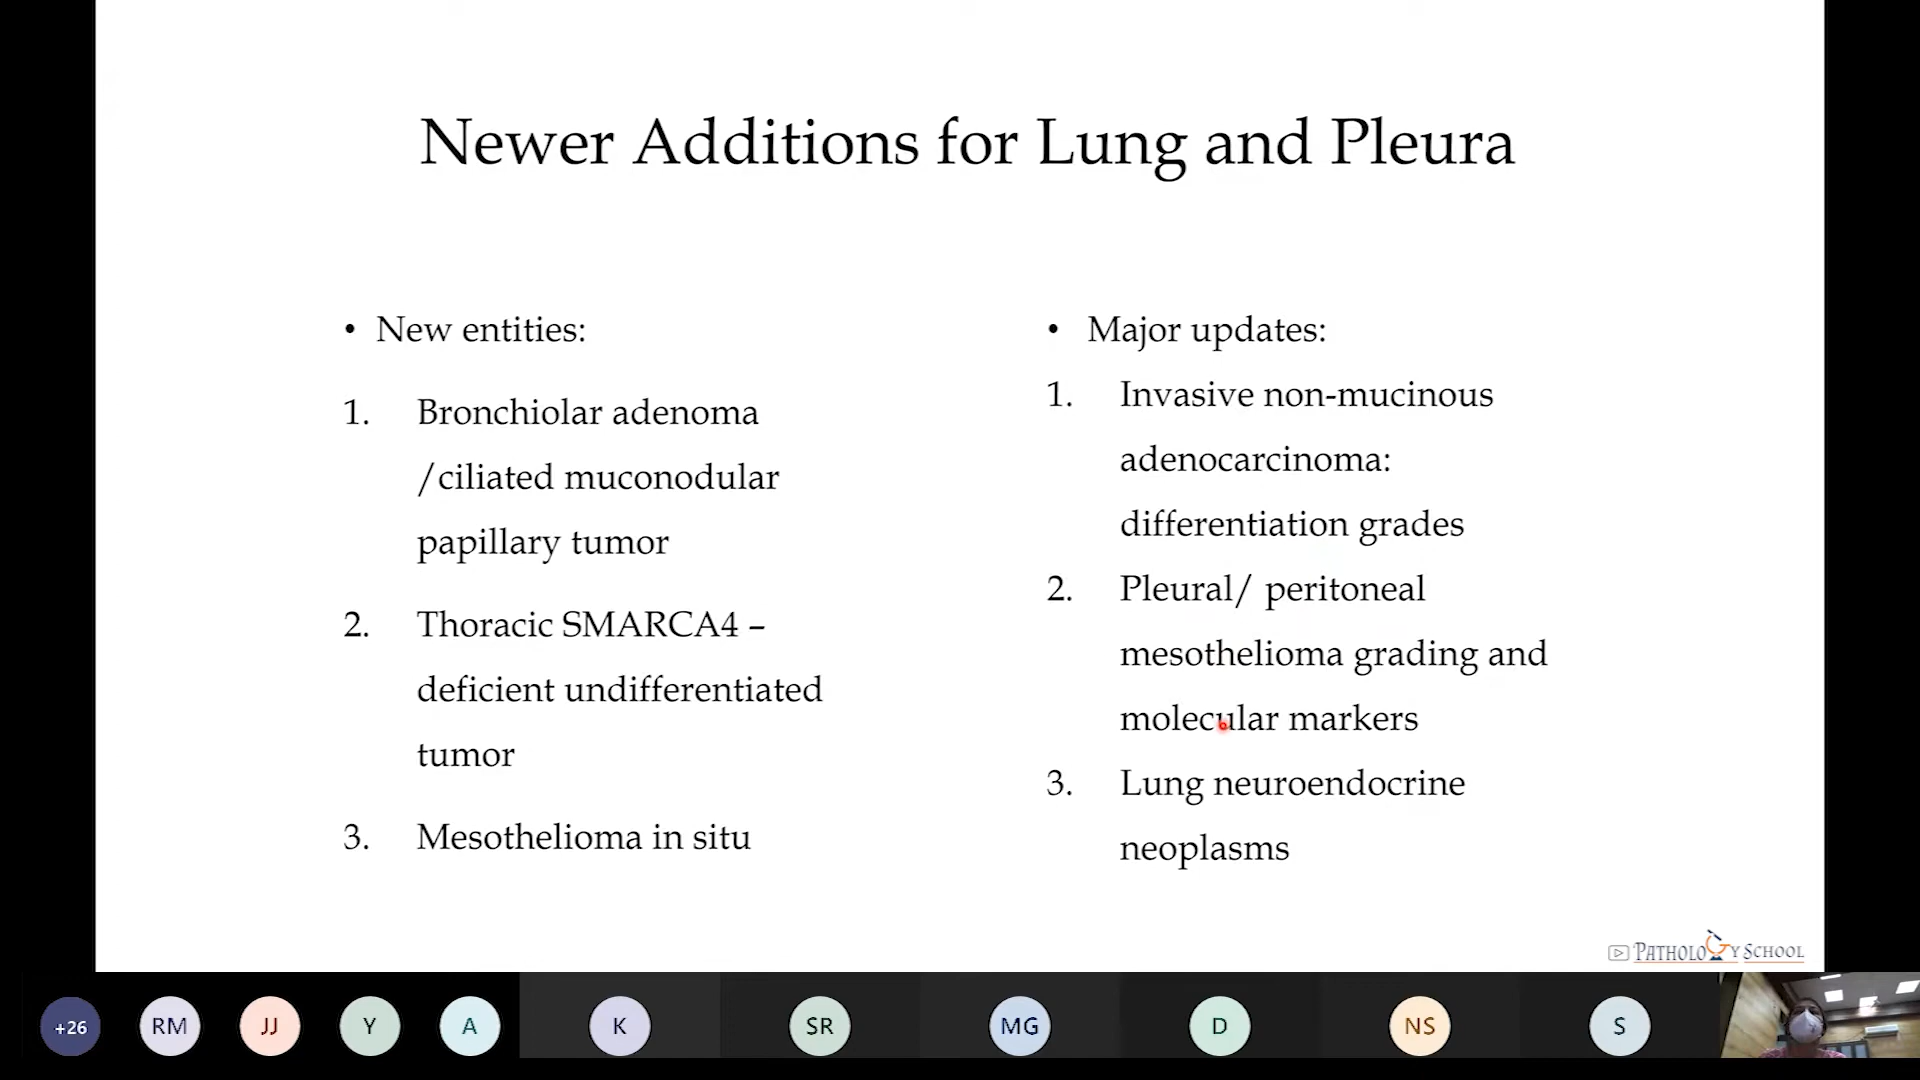 Newer Additions for Lung and Pleura
• New entities:
1. Bronchiolar adenoma
/ciliated muconodular
papillary tumor
2. Thoracic SMARCA4 –
deficient undifferentiated
tumor
3. Mesothelioma in situ
• Major updates:
1. Invasive non-mucinous
adenocarcinoma:
differentiation grades
2. Pleural/ peritoneal
mesothelioma grading and
molecular markers
3. Lung neuroendocrine
neoplasms
PATHOLOGY SCHOOL
+26 RM JJ Y A K SR MG D NS S